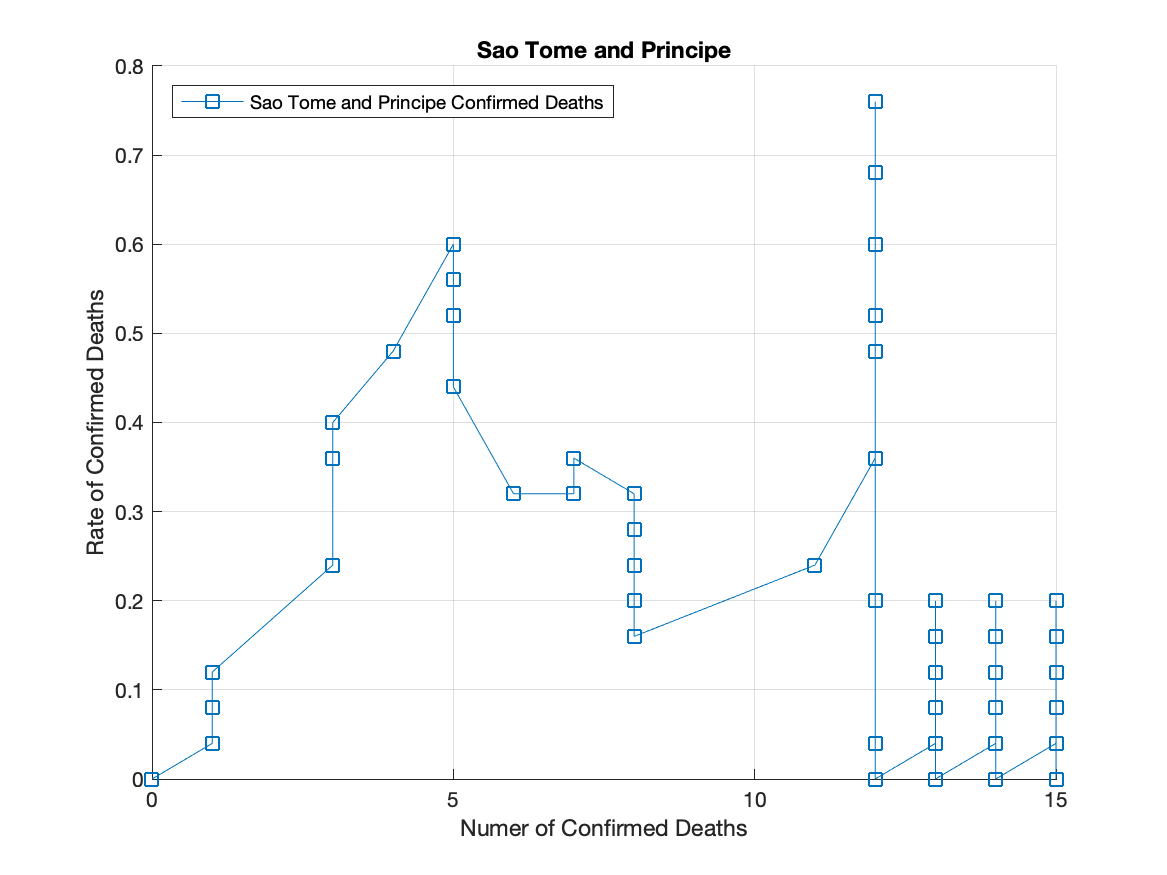 Sao Tome and Principe
Sao Tome and Principe Confirmed Deaths
0.8
0.7
0.6
0.5
0.4
0.3
0.2
0.1
0
Rate of Confirmed Deaths
0 5 10 15
Numer of Confirmed Deaths